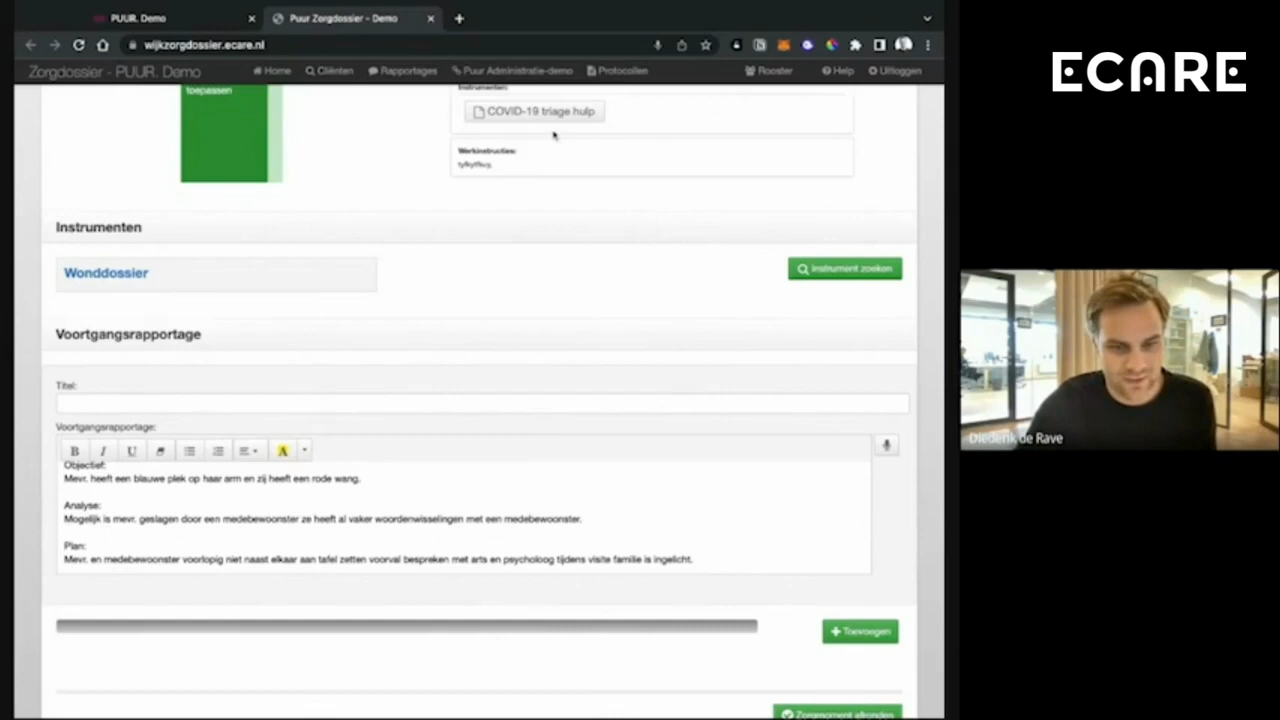 PUUR. Demo
Puur Zorgdossier - Demo
wijkzorgdossier.ecare.nl
ECARE
Zorgdossier - PUUR. Demo
Home
Cliënten
Rapportages
Puur Administratie-demo
Protocollen
Rooster
Help
Uitloggen
toepassen
Instrumenten:
COVID-19 triage hulp
Werkinstructies:
Instrumenten
Wonddossier
Instrument zoeken
Voortgangsrapportage
Titel:
Voortgangsrapportage:
B I U A
Objectief:
Mevr. heeft een blauwe plek op haar arm en zij heeft een rode wang.
Analyse:
Mogelijk is mevr. geslagen door een medebewoonster ze heeft al vaker woordenwisselingen met een medebewoonster.
Plan:
Mevr. en medebewoonster voorlopig niet naast elkaar aan tafel zetten voorval bespreken met arts en psycholoog tijdens visite familie is ingelicht.
Toevoegen
Zorgmoment afronden
Diederik de Rave